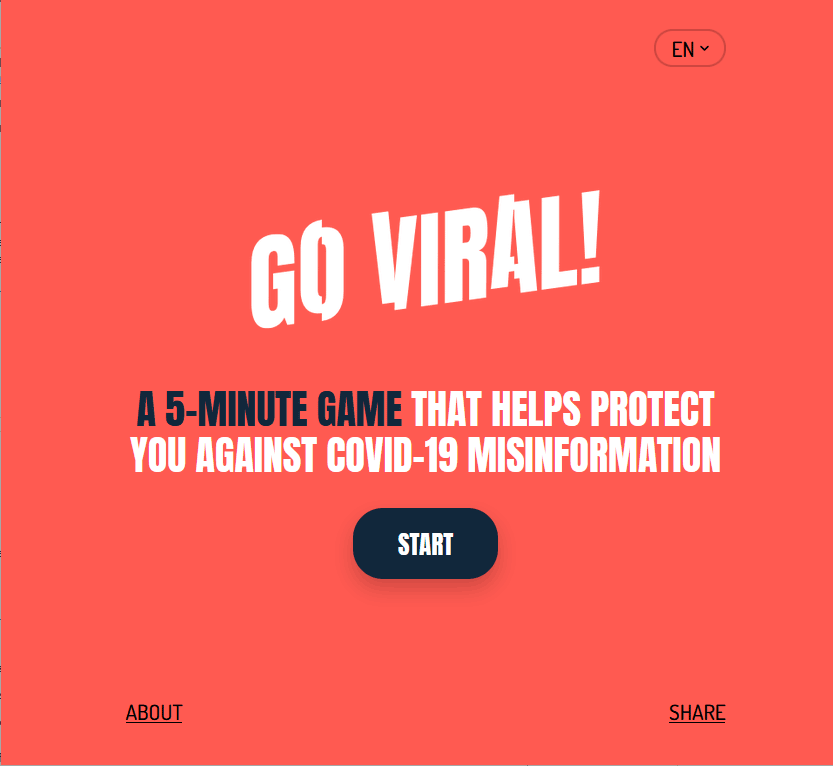 EN
GO VIRAL!
A 5-MINUTE GAME THAT HELPS PROTECT
YOU AGAINST COVID-19 MISINFORMATION
START
ABOUT
SHARE